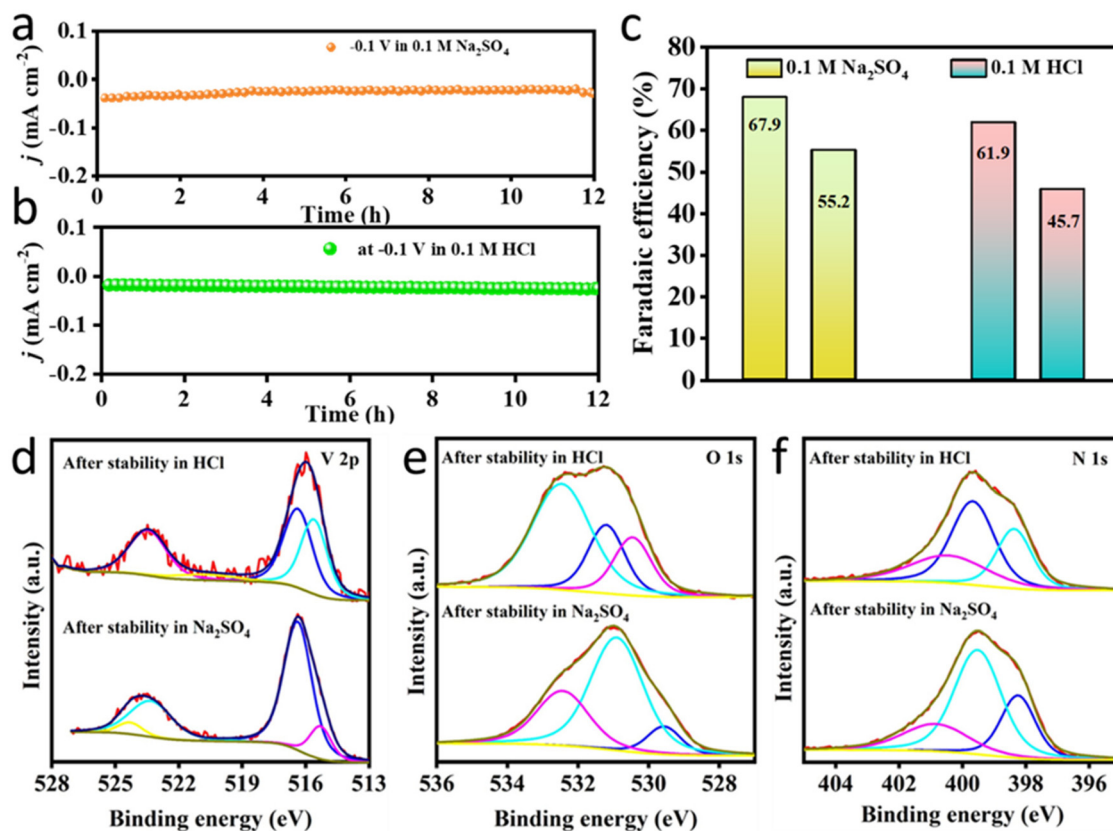 a
0.1
0.0
-0.1
-0.2
j (mA cm⁻²)
-0.1 V in 0.1 M Na₂SO₄
0 2 4 6 8 10 12
Time (h)
b
0.1
0.0
-0.1
-0.2
j (mA cm⁻²)
at -0.1 V in 0.1 M HCl
0 2 4 6 8 10 12
Time (h)
c
80
70
60
50
40
30
20
10
0
Faradaic efficiency (%)
0.1 M Na₂SO₄ 0.1 M HCl
67.9
55.2
61.9
45.7
d
After stability in HCl V 2p
After stability in Na₂SO₄
Intensity (a.u.)
528 525 522 519 516 513
Binding energy (eV)
e
After stability in HCl O 1s
After stability in Na₂SO₄
Intensity (a.u.)
536 534 532 530 528
Binding energy (eV)
f
After stability in HCl N 1s
After stability in Na₂SO₄
Intensity (a.u.)
404 402 400 398 396
Binding energy (eV)